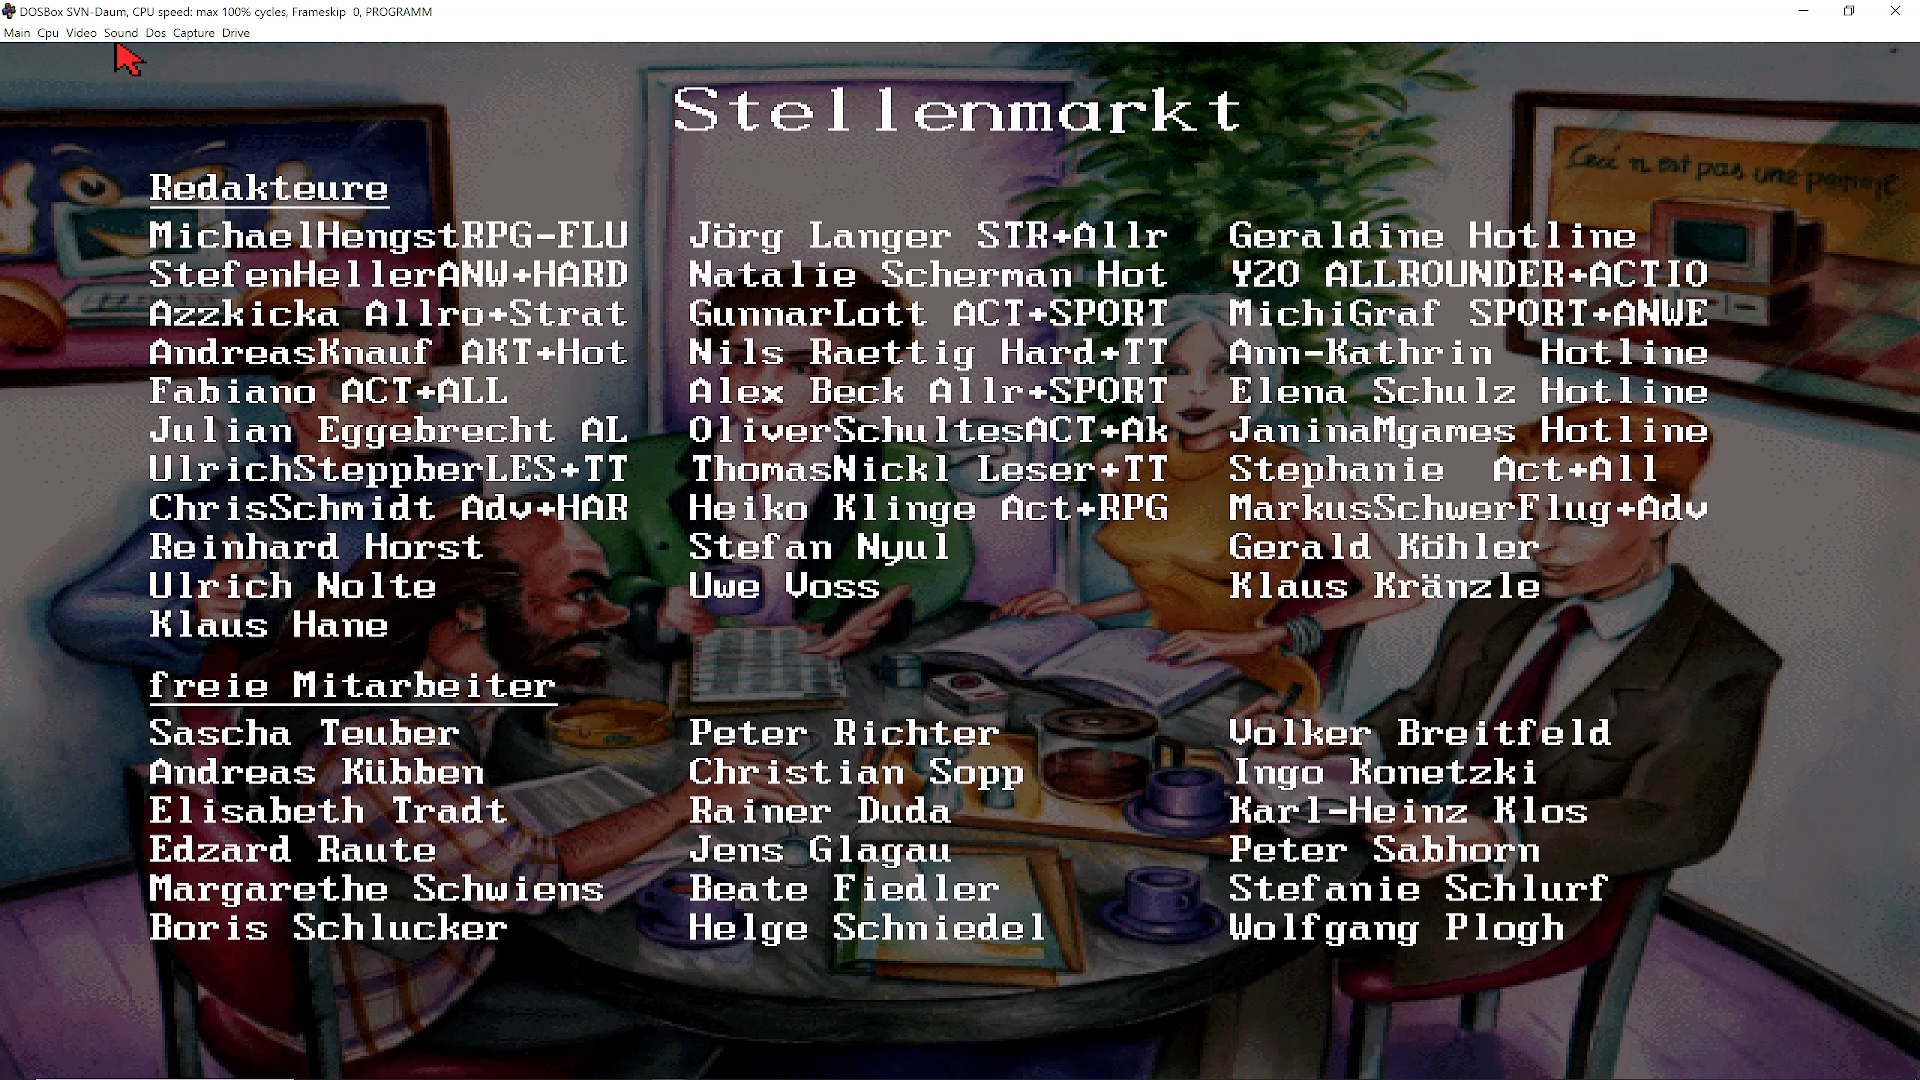 DOSBox SVN-Daum, CPU speed: max 100% cycles, Frameskip 0, PROGRAMM
Main Cpu Video Sound Dos Capture Drive
Stellenmarkt
Ceci n est pas une pomme
Redakteure
MichaelHengstRPG-FLU Jörg Langer STR+Allr Geraldine Hotline
StefenHellerANW+HARD Natalie Scherman Hot YZO ALLROUNDER+ACTIO
Azzkicka Allro+Strat GunnarLott ACT+SPORT MichiGraf SPORT+ANWE
AndreasKnauf AKT+Hot Nils Raettig Hard+TT Ann-Kathrin Hotline
Fabiano ACT+ALL Alex Beck Allr+SPORT Elena Schulz Hotline
Julian Eggebrecht AL OliverSchultesACT+Ak JaninaMgames Hotline
UlrichSteppberLES+TT ThomasNickl Leser+TT Stephanie Act+All
ChrisSchmidt Adv+HAR Heiko Klinge Act+RPG MarkusSchwerFlug+Adv
Reinhard Horst Stefan Nyul Gerald Köhler
Ulrich Nolte Uwe Voss Klaus Kränzle
Klaus Hane
freie Mitarbeiter
Sascha Teuber Peter Richter Volker Breitfeld
Andreas Kübben Christian Sopp Ingo Konetzki
Elisabeth Tradt Rainer Duda Karl-Heinz Klos
Edzard Raute Jens Glagau Peter Sabhorn
Margarethe Schwiens Beate Fiedler Stefanie Schlurf
Boris Schlucker Helge Schniedel Wolfgang Plogh